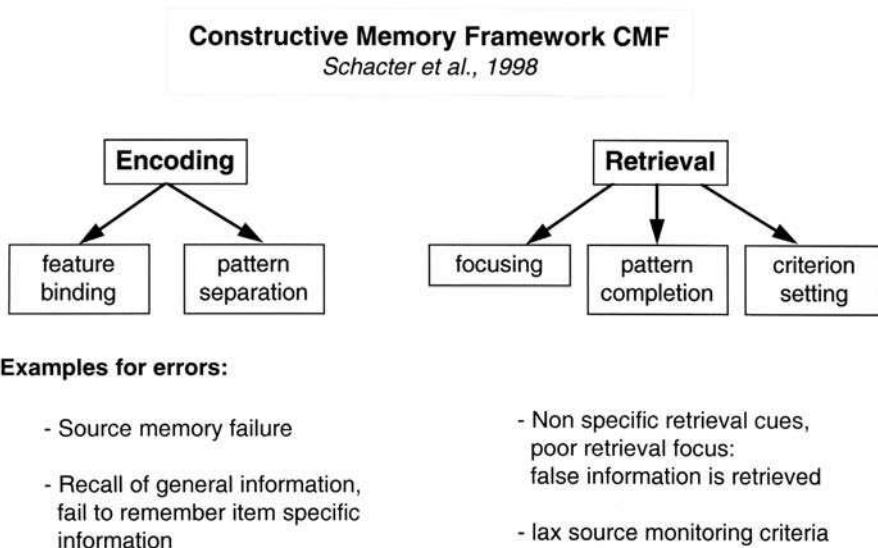 Constructive Memory Framework CMF
Schacter et al., 1998
Encoding
feature
binding
pattern
separation
Retrieval
focusing
pattern
completion
criterion
setting
Examples for errors:
- Source memory failure
- Recall of general information,
fail to remember item specific
information
- Non specific retrieval cues,
poor retrieval focus:
false information is retrieved
- lax source monitoring criteria